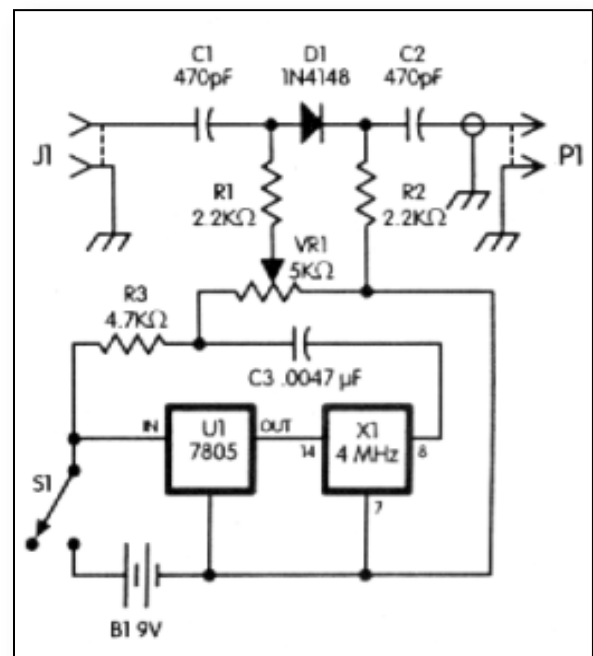 C1
470pF
D1
1N4148
C2
470pF
J1
P1
R1
2.2KΩ
R2
2.2KΩ
VR1
5KΩ
R3
4.7KΩ
C3 .0047 µF
IN
U1
7805
OUT
14
X1
4 MHz
8
7
S1
B1 9V